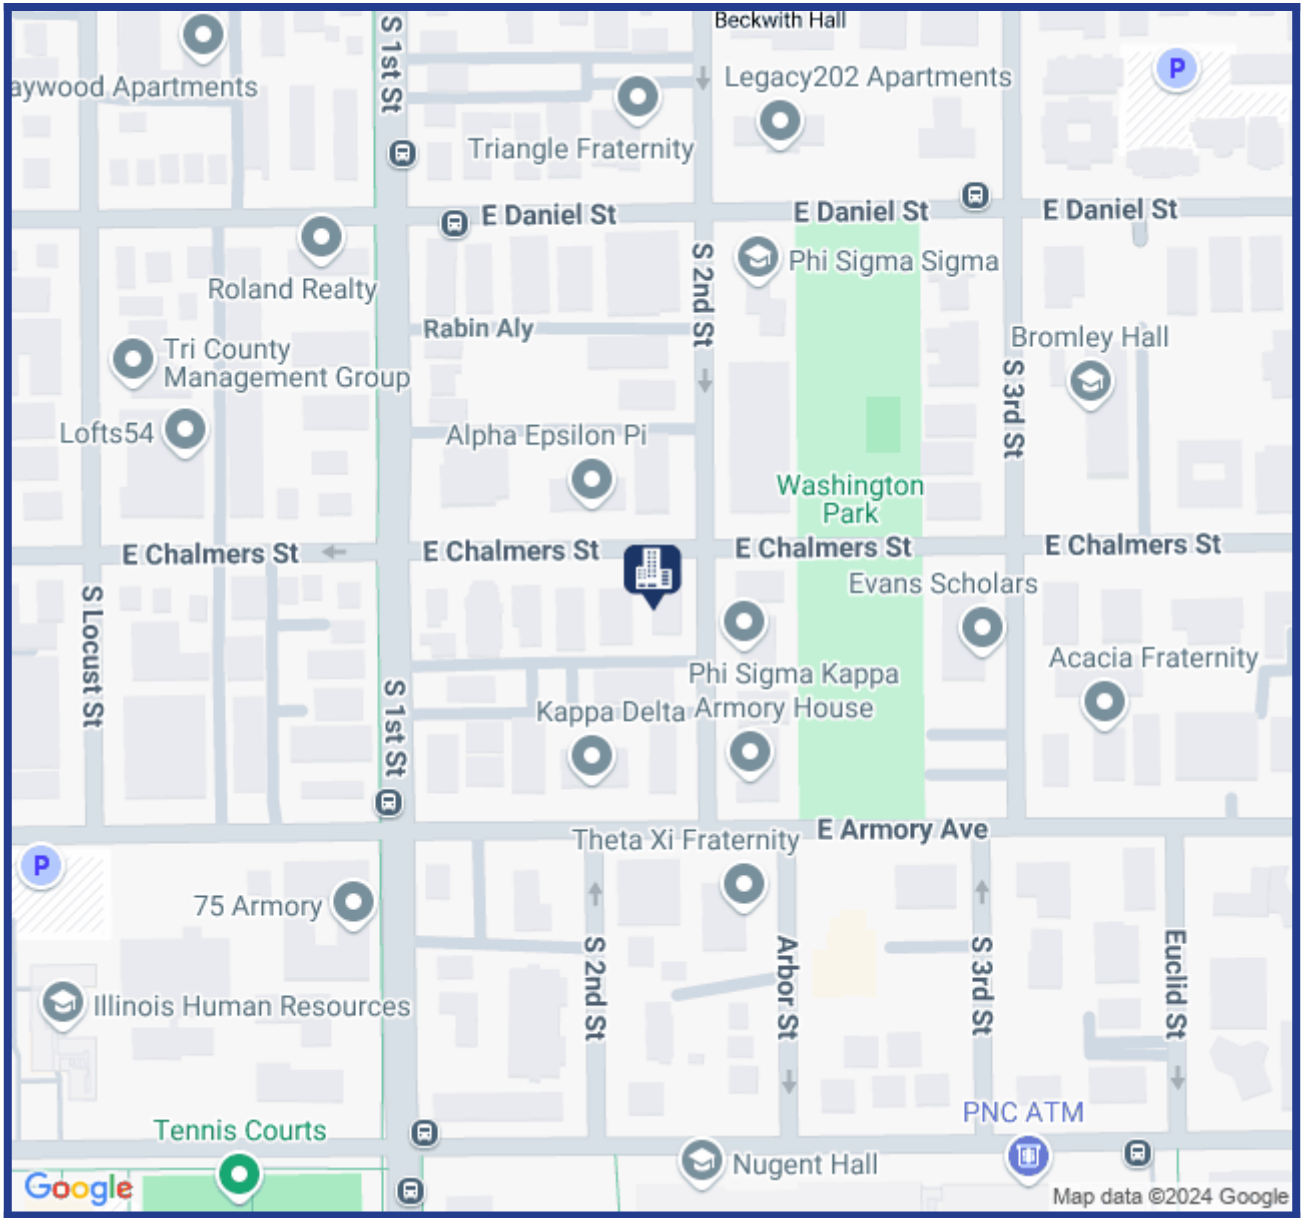 Beckwith Hall
S 1st St
aywood Apartments
Legacy202 Apartments
P
Triangle Fraternity
E Daniel St
E Daniel St
E Daniel St
Roland Realty
S 2nd St
Phi Sigma Sigma
Rabin Aly
Tri County
Management Group
Bromley Hall
S 3rd St
Lofts54
Alpha Epsilon Pi
Washington
Park
E Chalmers St
E Chalmers St
E Chalmers St
E Chalmers St
Evans Scholars
S Locust St
Phi Sigma Kappa
Acacia Fraternity
S 1st St
Kappa Delta
Armory House
Theta Xi Fraternity
E Armory Ave
P
75 Armory
S 2nd St
Arbor St
S 3rd St
Euclid St
Illinois Human Resources
Tennis Courts
PNC ATM
Nugent Hall
Google
Map data ©2024 Google